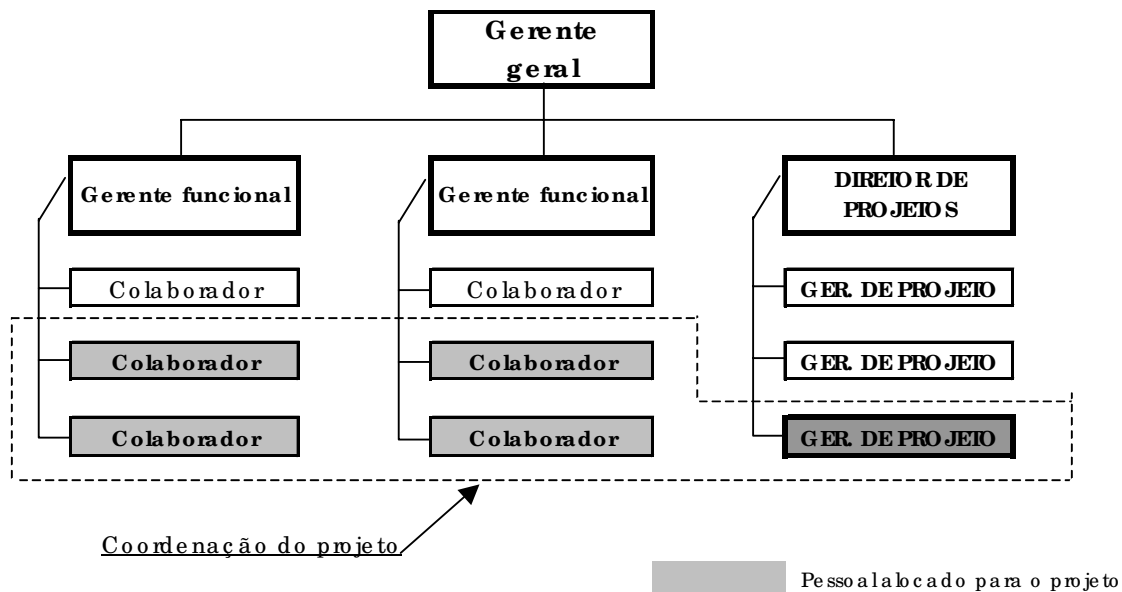 Gerente
geral
Gerente funcional
Gerente funcional
DIRETOR DE
PROJETOS
Colaborador
Colaborador
GER. DE PROJETO
Colaborador
Colaborador
GER. DE PROJETO
Colaborador
Colaborador
GER. DE PROJETO
Coordenação do projeto
Pessoal alocado para o projeto